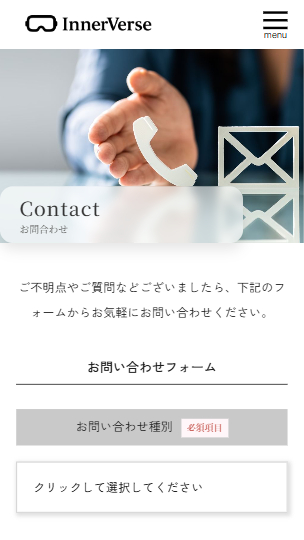 InnerVerse
menu
Contact
お問合わせ
ご不明点やご質問などございましたら、下記のフ
ォームからお気軽にお問い合わせください。
お問い合わせフォーム
お問い合わせ種別 必須項目
クリックして選択してください